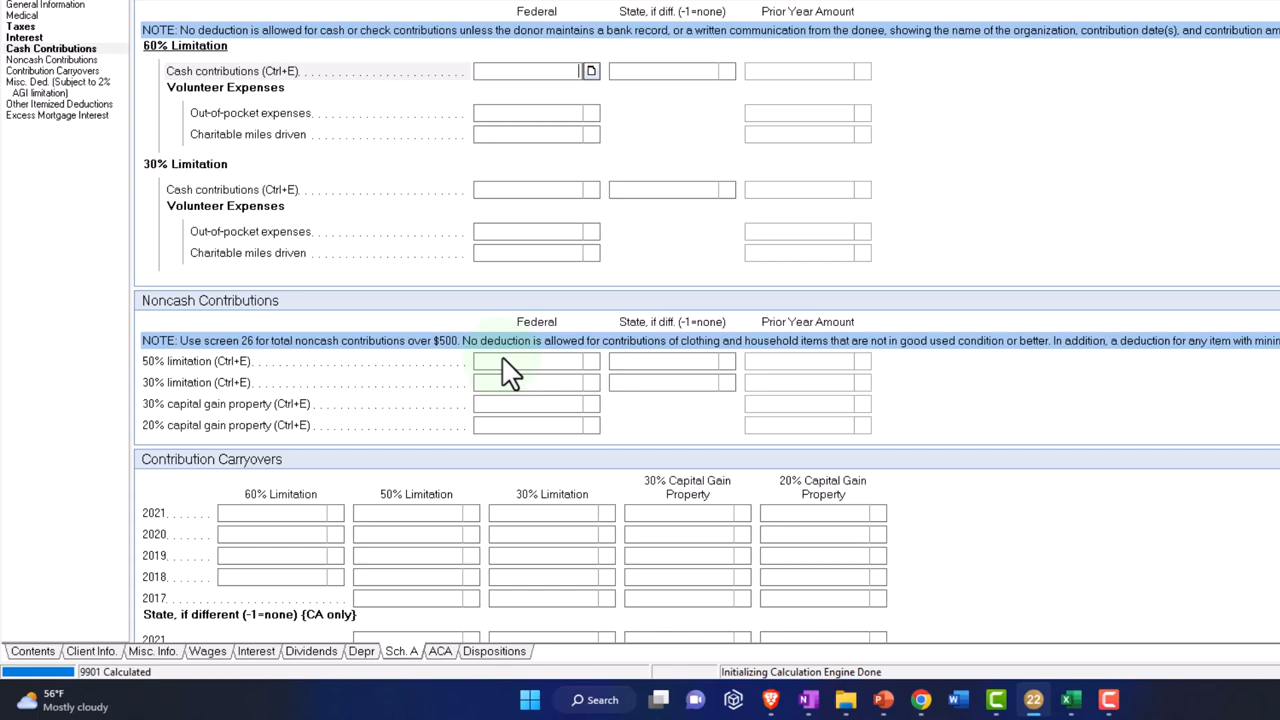 General Information
Medical
Taxes
Interest
Cash Contributions
Noncash Contributions
Contribution Carryovers
Misc. Ded. (Subject to 2%
AGI limitation)
Other Itemized Deductions
Excess Mortgage Interest
Federal State, if diff. (-1=none) Prior Year Amount
NOTE: No deduction is allowed for cash or check contributions unless the donor maintains a bank record, or a written communication from the donee, showing the name of the organization, contribution date(s), and contribution am
60% Limitation
Cash contributions (Ctrl+E)
Volunteer Expenses
Out-of-pocket expenses
Charitable miles driven
30% Limitation
Cash contributions (Ctrl+E)
Volunteer Expenses
Out-of-pocket expenses
Charitable miles driven
Noncash Contributions
Federal State, if diff. (-1=none) Prior Year Amount
NOTE: Use screen 26 for total noncash contributions over $500. No deduction is allowed for contributions of clothing and household items that are not in good used condition or better. In addition, a deduction for any item with mini
50% limitation (Ctrl+E)
30% limitation (Ctrl+E)
30% capital gain property (Ctrl+E)
20% capital gain property (Ctrl+E)
Contribution Carryovers
60% Limitation 50% Limitation 30% Limitation 30% Capital Gain Property 20% Capital Gain Property
2021
2020
2019
2018
2017
State, if different (-1=none) {CA only}
2021
Contents Client Info. Misc. Info. Wages Interest Dividends Depr Sch. A ACA Dispositions
9901 Calculated Initializing Calculation Engine Done
56°F
Mostly cloudy
Search
22